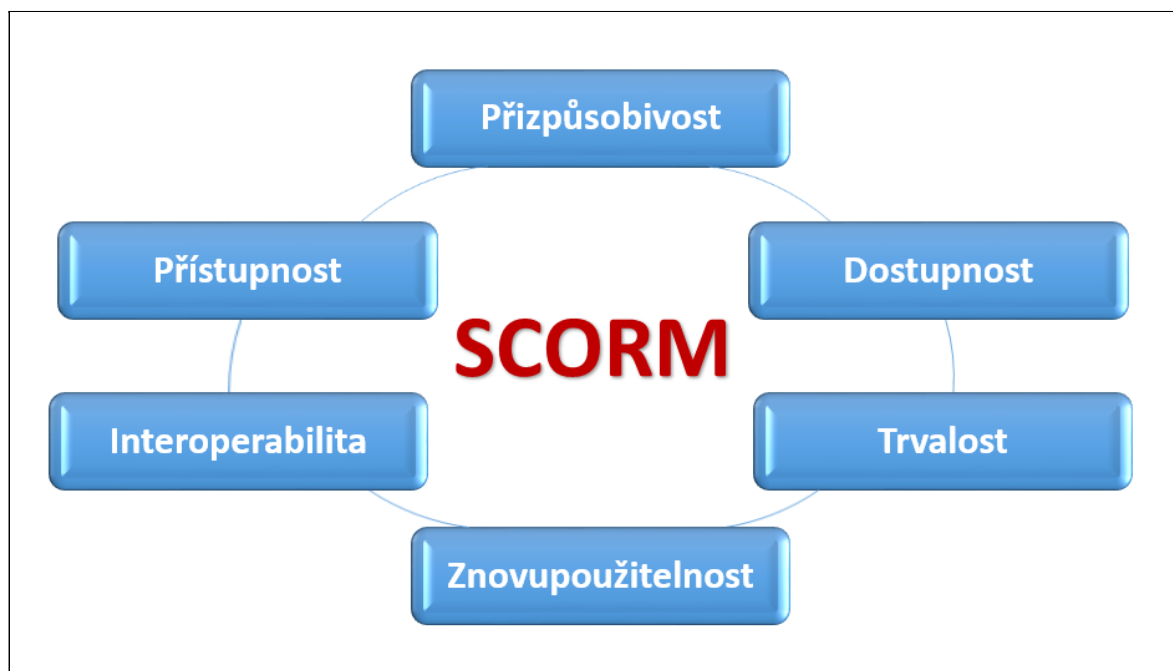 Přizpůsobivost
Přístupnost
Dostupnost
SCORM
Interoperabilita
Trvalost
Znovupoužitelnost